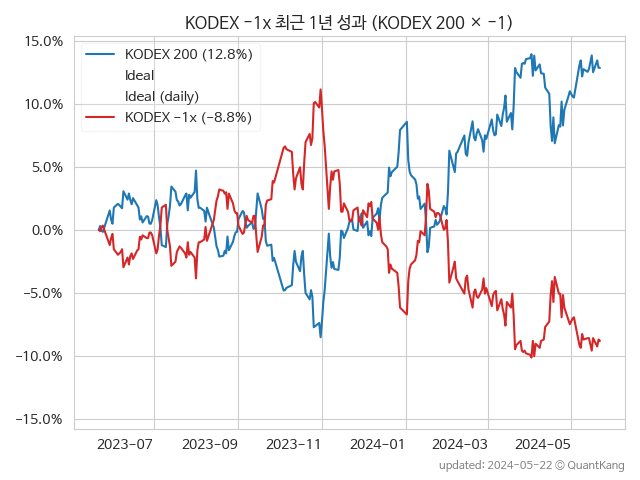 KODEX −1x 최근 1년 성과 (KODEX 200 × −1)
15.0%
10.0%
5.0%
0.0%
−5.0%
−10.0%
−15.0%
KODEX 200 (12.8%)
Ideal
Ideal (daily)
KODEX −1x (−8.8%)
2023−07
2023−09
2023−11
2024−01
2024−03
2024−05
updated: 2024−05−22 © QuantKang